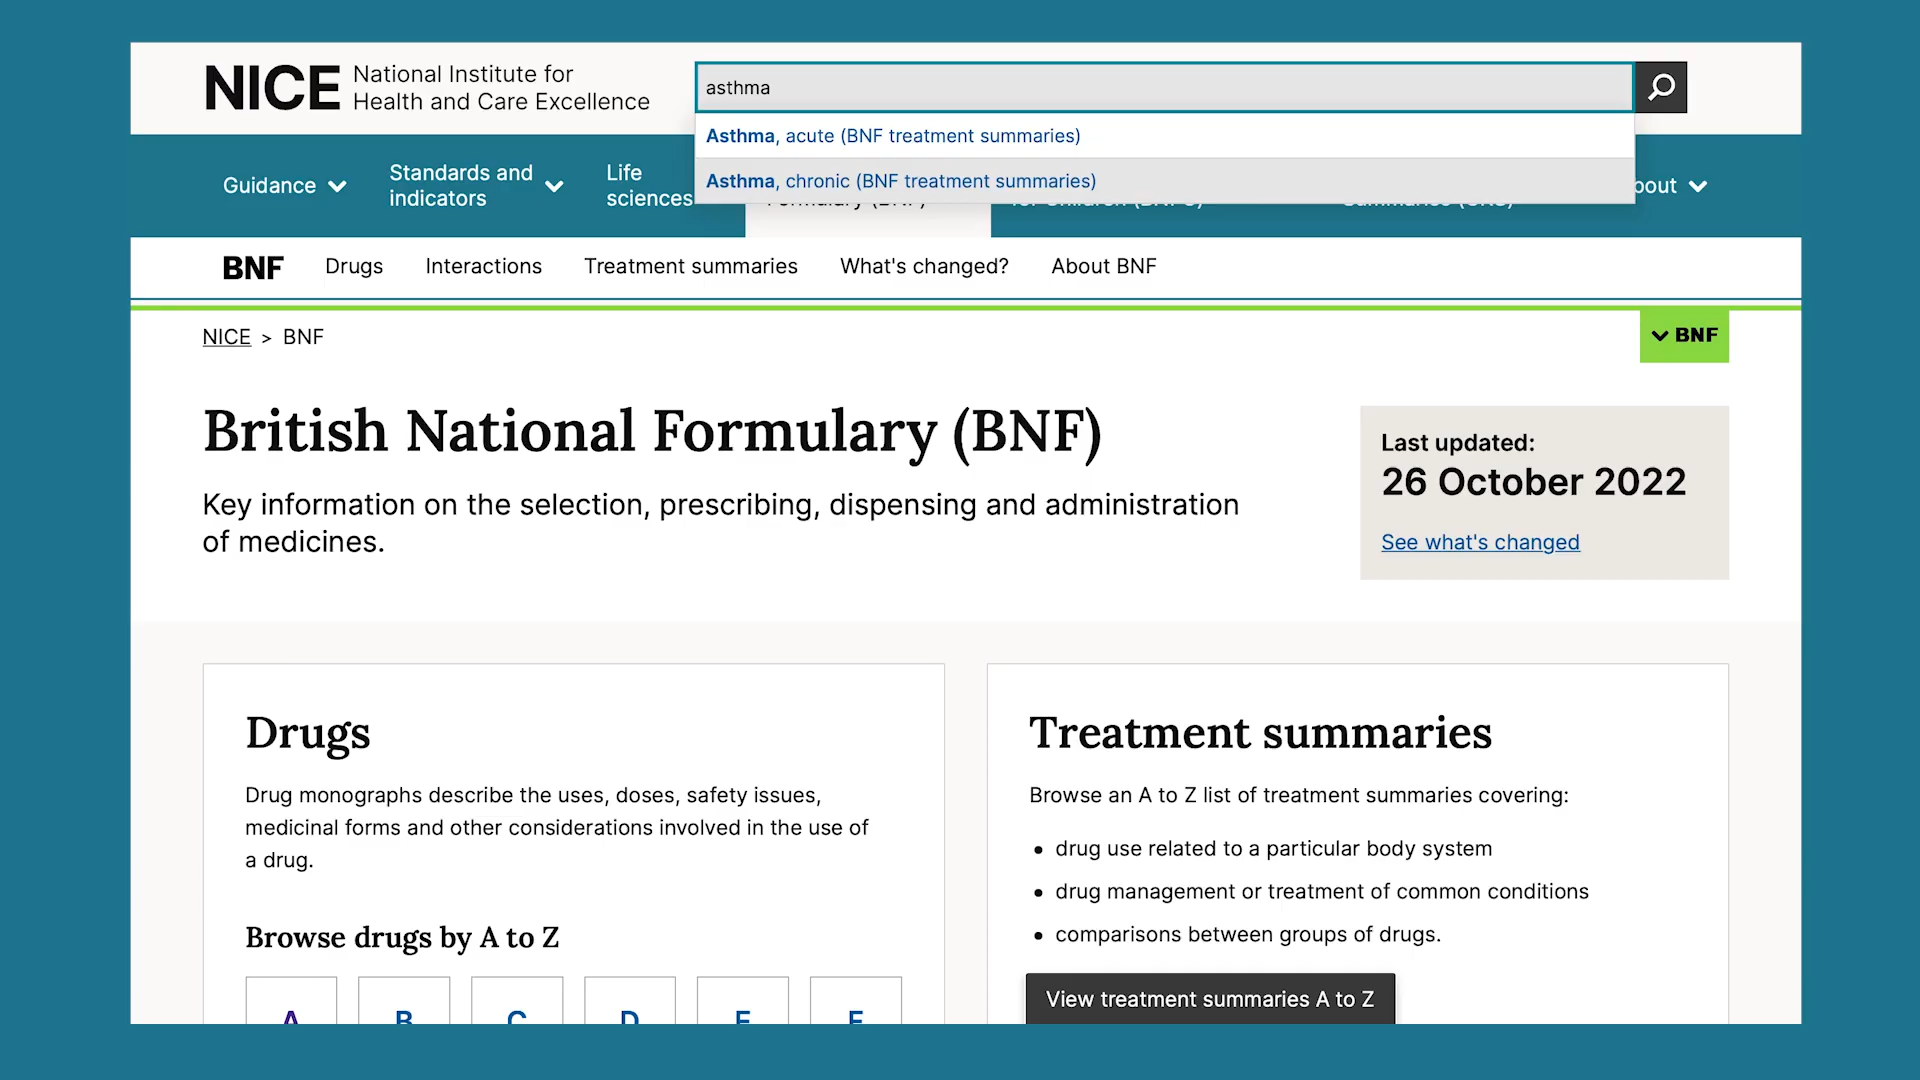 NICE National Institute for
Health and Care Excellence
asthma
Asthma, acute (BNF treatment summaries)
Asthma, chronic (BNF treatment summaries)
Guidance
Standards and
indicators
Life
sciences
BNF
Drugs
Interactions
Treatment summaries
What's changed?
About BNF
NICE > BNF
BNF
British National Formulary (BNF)
Key information on the selection, prescribing, dispensing and administration
of medicines.
Last updated:
26 October 2022
See what's changed
Drugs
Drug monographs describe the uses, doses, safety issues,
medicinal forms and other considerations involved in the use of
a drug.
Browse drugs by A to Z
A B C D E F
Treatment summaries
Browse an A to Z list of treatment summaries covering:
• drug use related to a particular body system
• drug management or treatment of common conditions
• comparisons between groups of drugs.
View treatment summaries A to Z